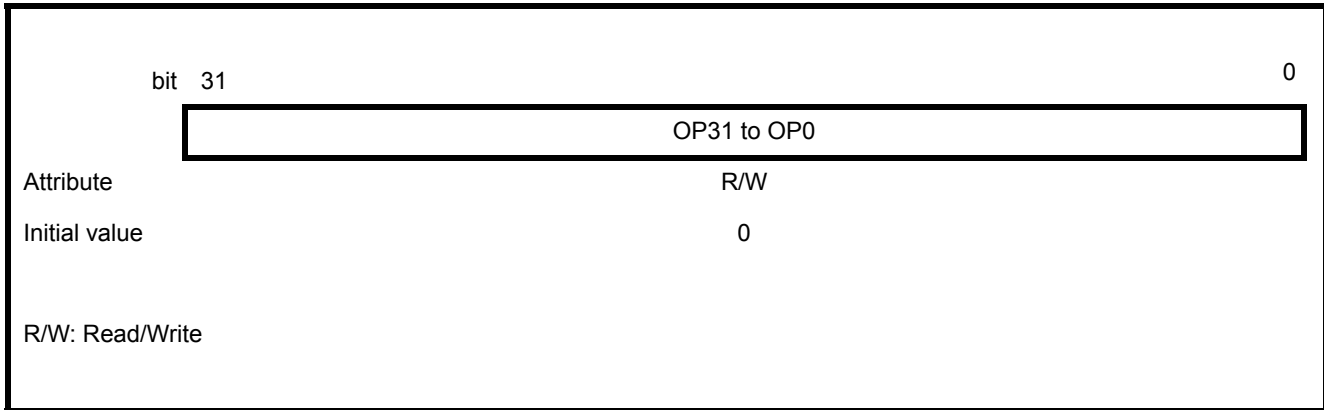 bit 31 0
OP31 to OP0
Attribute R/W
Initial value 0
R/W: Read/Write